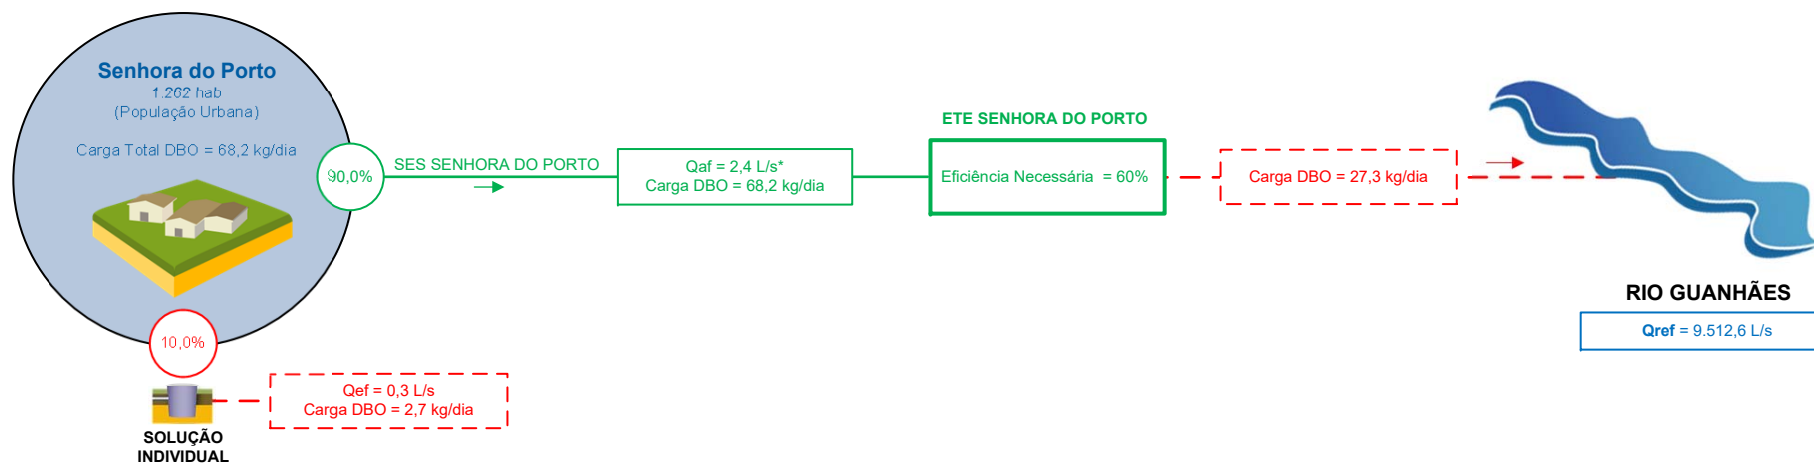 Senhora do Porto
1.262 hab
(População Urbana)
Carga Total DBO = 68,2 kg/dia
90,0%
SES SENHORA DO PORTO
Qaf = 2,4 L/s*
Carga DBO = 68,2 kg/dia
ETE SENHORA DO PORTO
Eficiência Necessária = 60%
Carga DBO = 27,3 kg/dia
RIO GUANHÃES
Qref = 9.512,6 L/s
10,0%
Qef = 0,3 L/s
Carga DBO = 2,7 kg/dia
SOLUÇÃO
INDIVIDUAL